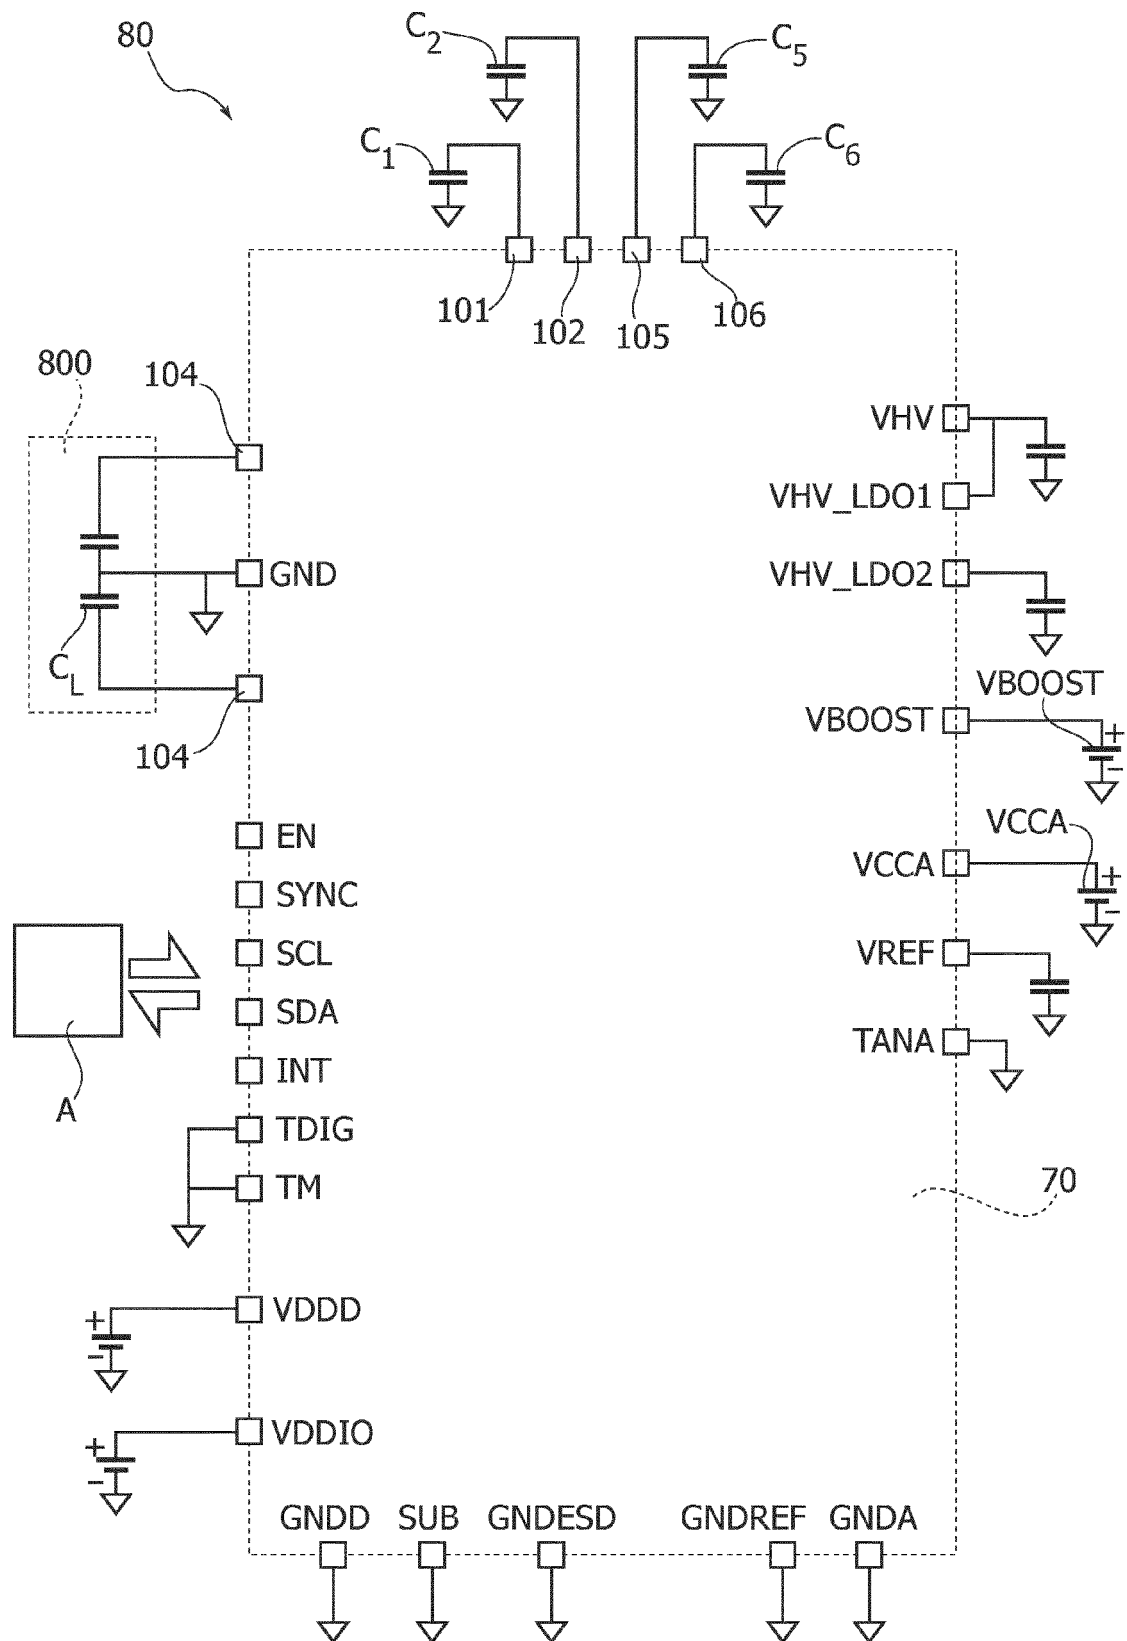 80
C2
C5
C1
C6
101
102
105
106
800
104
VHV
VHV_LDO1
GND
VHV_LDO2
CL
VBOOST
VBOOST
+
-
104
EN
VCCA
VCCA
+
-
SYNC
SCL
VREF
SDA
TANA
INT
A
TDIG
TM
70
VDDD
+
-
VDDIO
+
-
GNDD SUB GNDESD GNDREF GNDA